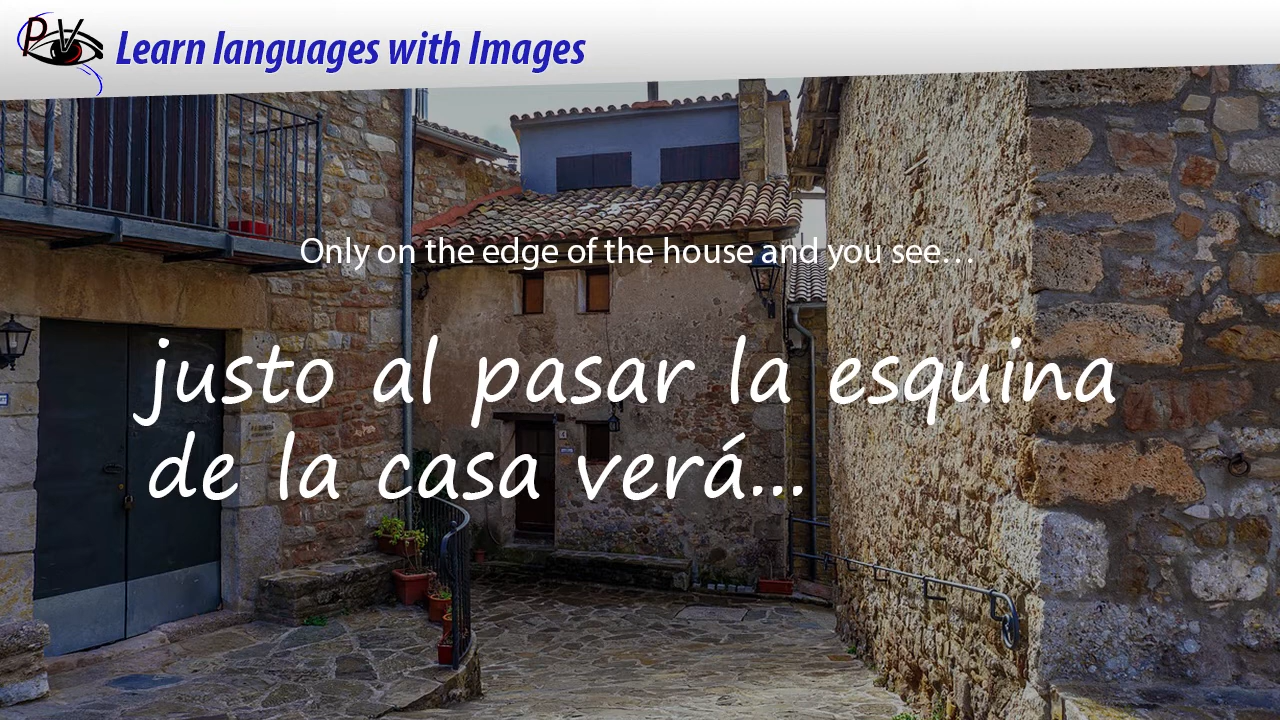 PV
Learn languages with Images
Only on the edge of the house and you see…
justo al pasar la esquina
de la casa verá...